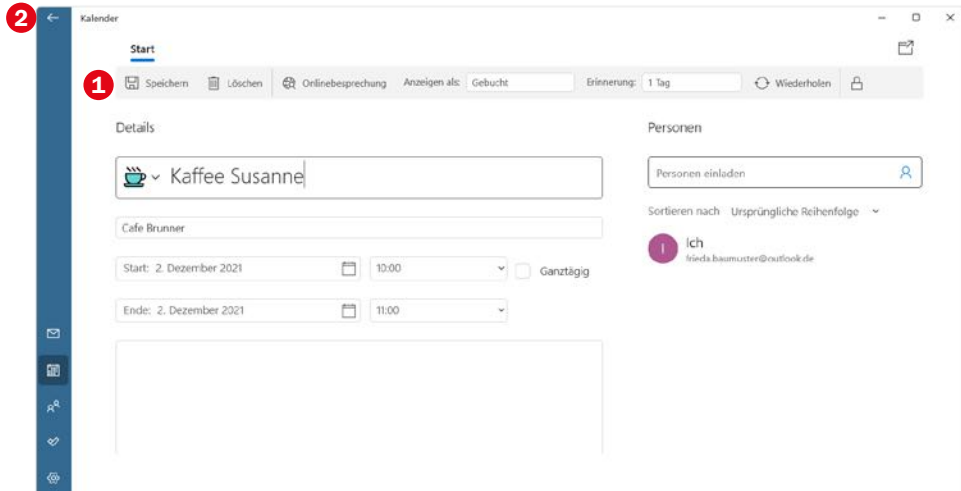 2
Kalender
Start
1
Speichern Löschen Onlinebesprechung Anzeigen als: Gebucht Erinnerung: 1 Tag Wiederholen
Details
Personen
Kaffee Susanne
Personen einladen
Sortieren nach Ursprüngliche Reihenfolge
Cafe Brunner
I
Ich
frieda.baumuster@outlook.de
Start: 2. Dezember 2021 10:00 Ganztägig
Ende: 2. Dezember 2021 11:00